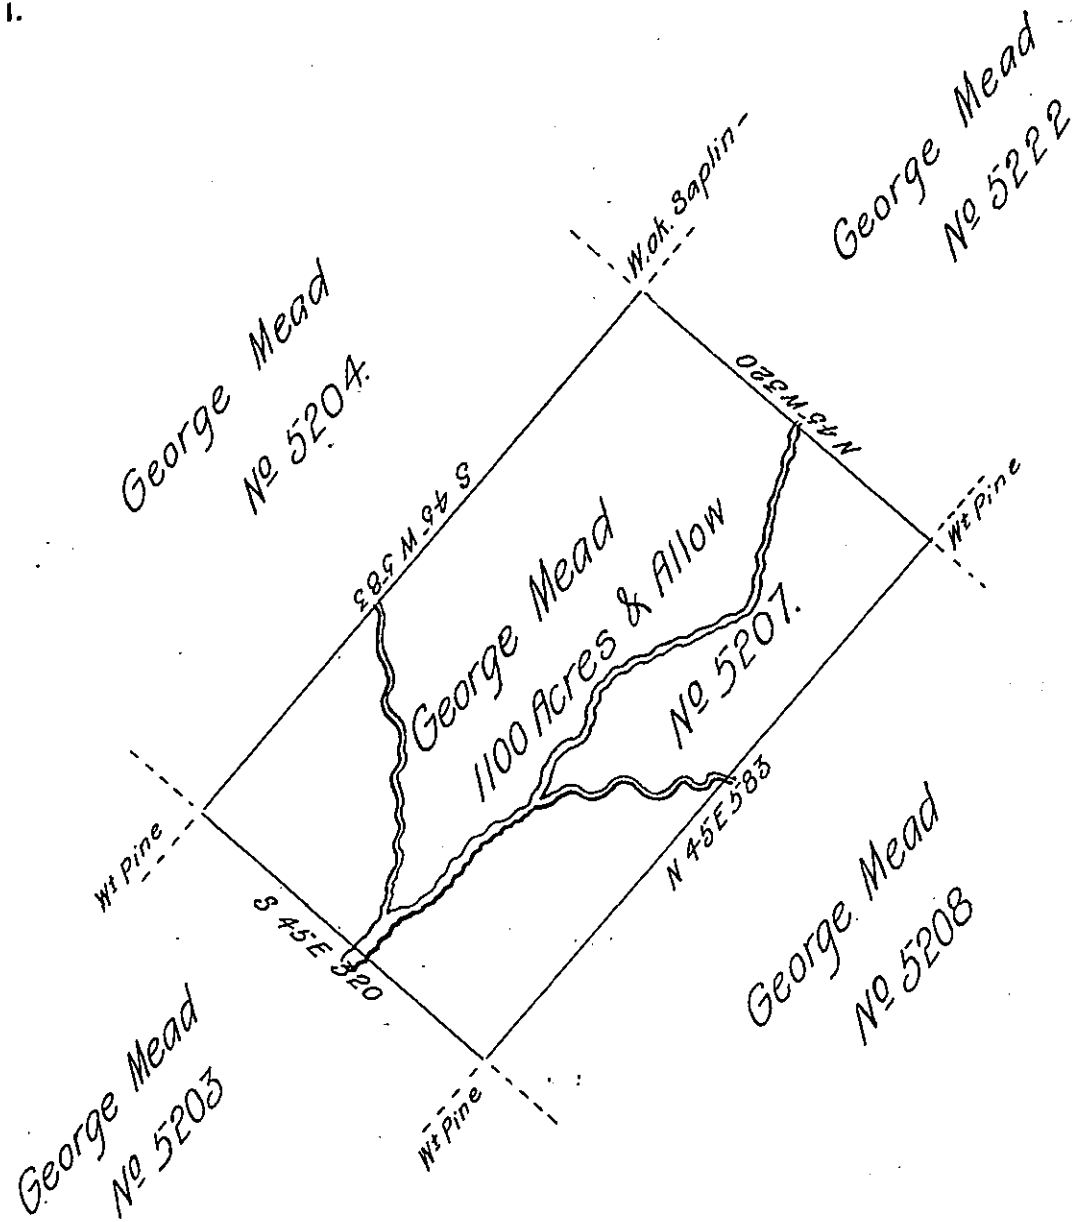 1.
George Mead
No 5222
W.ok. Saplin-
George Mead
No 5204.
N 45 W 320
S 45 W 583
Wt Pine
George Mead
1100 Acres & Allow
No 5207.
N 45 E 583
Wt Pine
S 45 E 320
George Mead
No 5208
George Mead
No 5203
Wt Pine